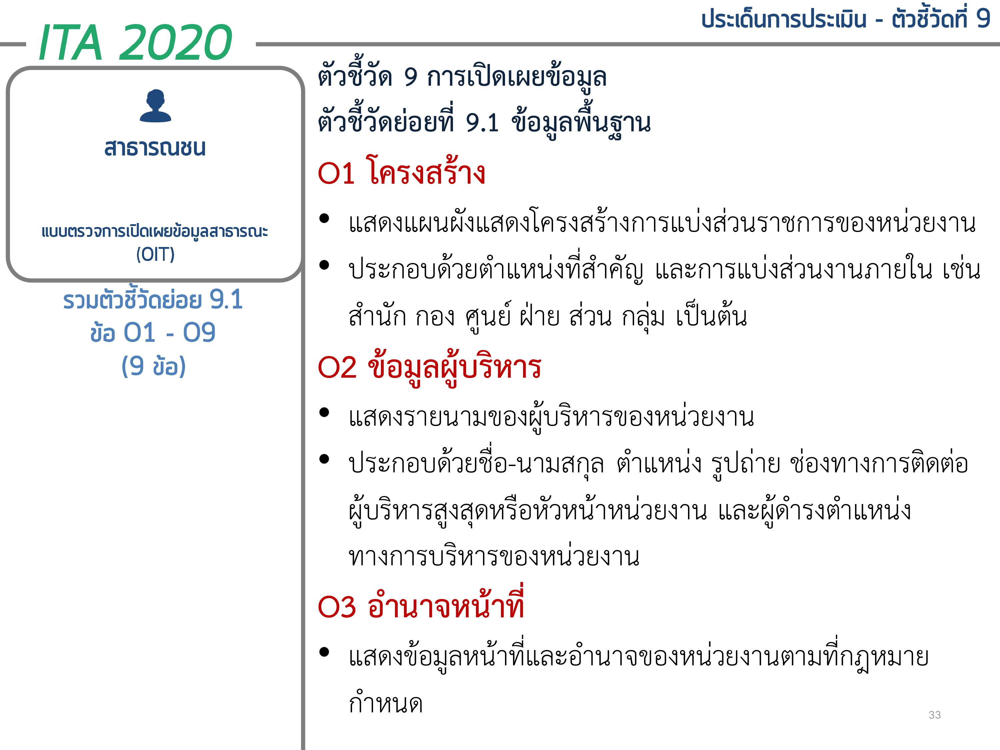 ประเด็นการประเมิน - ตัวชี้วัดที่ 9
ITA 2020
สาธารณชน
แบบตรวจการเปิดเผยข้อมูลสาธารณะ
(OIT)
รวมตัวชี้วัดย่อย 9.1
ข้อ O1 - O9
(9 ข้อ)
ตัวชี้วัด 9 การเปิดเผยข้อมูล
ตัวชี้วัดย่อยที่ 9.1 ข้อมูลพื้นฐาน
O1 โครงสร้าง
• แสดงแผนผังแสดงโครงสร้างการแบ่งส่วนราชการของหน่วยงาน
• ประกอบด้วยตำแหน่งที่สำคัญ และการแบ่งส่วนงานภายใน เช่น
สำนัก กอง ศูนย์ ฝ่าย ส่วน กลุ่ม เป็นต้น
O2 ข้อมูลผู้บริหาร
• แสดงรายนามของผู้บริหารของหน่วยงาน
• ประกอบด้วยชื่อ-นามสกุล ตำแหน่ง รูปถ่าย ช่องทางการติดต่อ
ผู้บริหารสูงสุดหรือหัวหน้าหน่วยงาน และผู้ดำรงตำแหน่ง
ทางการบริหารของหน่วยงาน
O3 อำนาจหน้าที่
• แสดงข้อมูลหน้าที่และอำนาจของหน่วยงานตามที่กฎหมาย
กำหนด
33